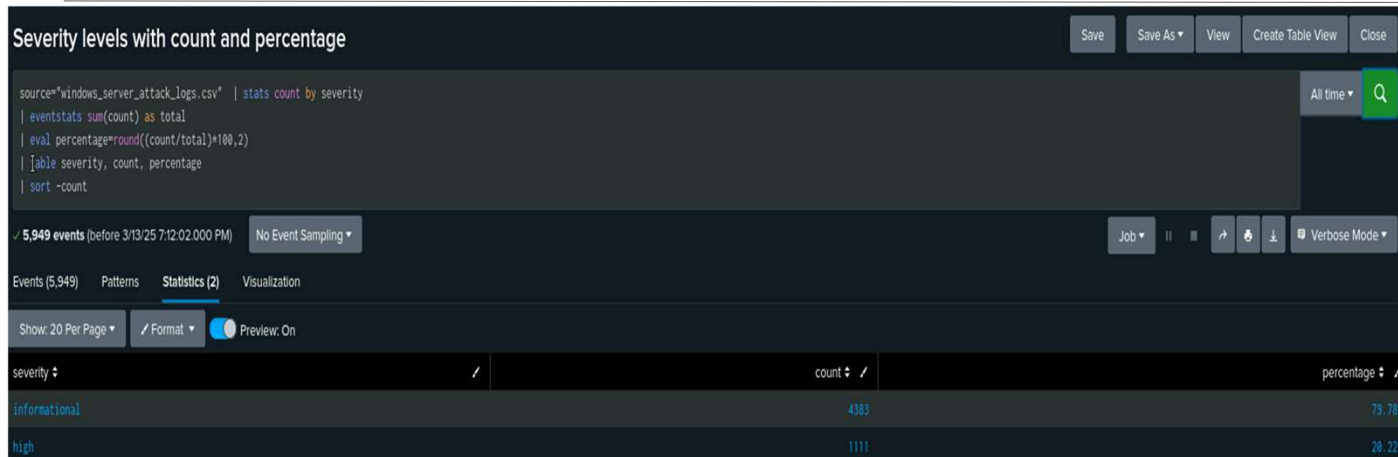 Severity levels with count and percentage
Save Save As View Create Table View Close
source="windows_server_attack_logs.csv" | stats count by severity
| eventstats sum(count) as total
| eval percentage=round((count/total)*100,2)
| table severity, count, percentage
| sort -count
All time
✓ 5,949 events (before 3/13/25 7:12:02.000 PM) No Event Sampling
Job Verbose Mode
Events (5,949) Patterns Statistics (2) Visualization
Show: 20 Per Page Format Preview: On
severity count percentage
informational 4383 79.78
high 1111 20.22